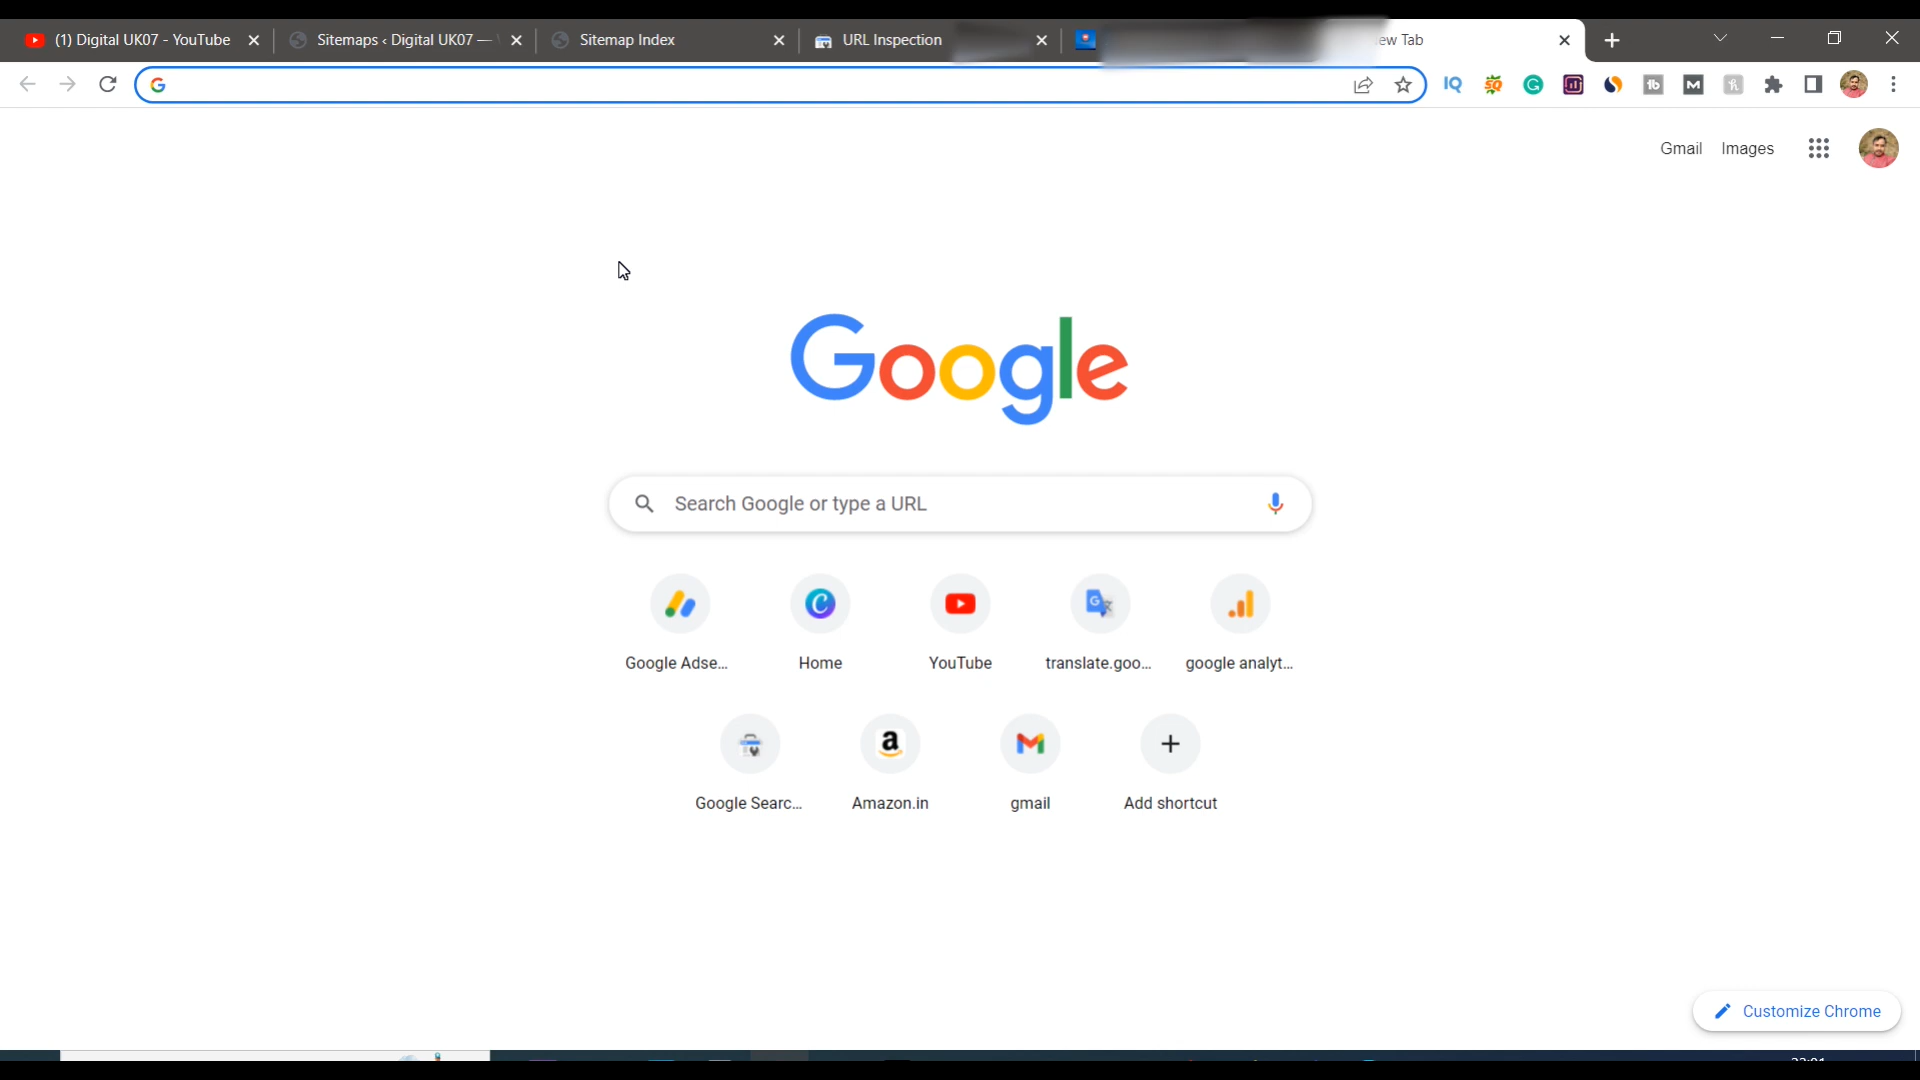 (1) Digital UK07 - YouTube
Sitemaps ‹ Digital UK07 —
Sitemap Index
URL Inspection
ew Tab
Gmail Images
Google
Search Google or type a URL
Google Adse...
Home
YouTube
translate.goo...
google analyt...
Google Searc...
Amazon.in
gmail
Add shortcut
Customize Chrome